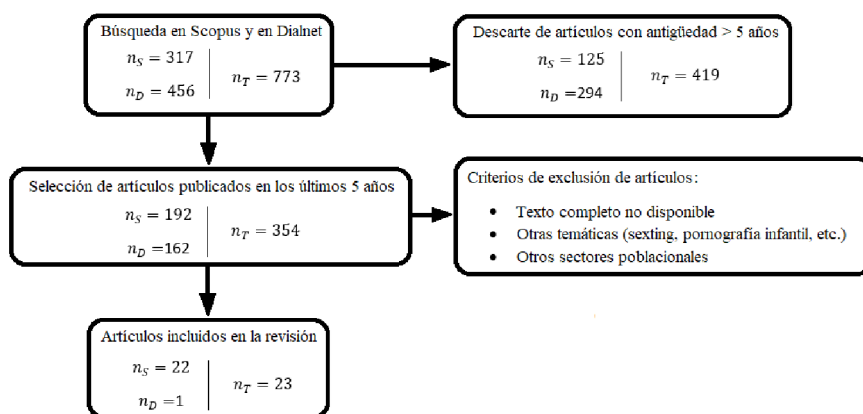 Búsqueda en Scopus y en Dialnet
n_S = 317
n_D = 456
n_T = 773
Descarte de artículos con antigüedad > 5 años
n_S = 125
n_D =294
n_T = 419
Selección de artículos publicados en los últimos 5 años
n_S = 192
n_D =162
n_T = 354
Criterios de exclusión de artículos:
• Texto completo no disponible
• Otras temáticas (sexting, pornografía infantil, etc.)
• Otros sectores poblacionales
Artículos incluidos en la revisión
n_S = 22
n_D = 1
n_T = 23